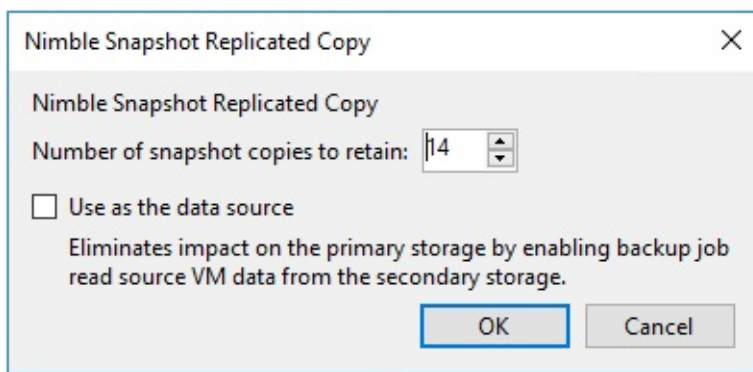 Nimble Snapshot Replicated Copy
Nimble Snapshot Replicated Copy
Number of snapshot copies to retain: 14
Use as the data source
Eliminates impact on the primary storage by enabling backup job
read source VM data from the secondary storage.
OK Cancel